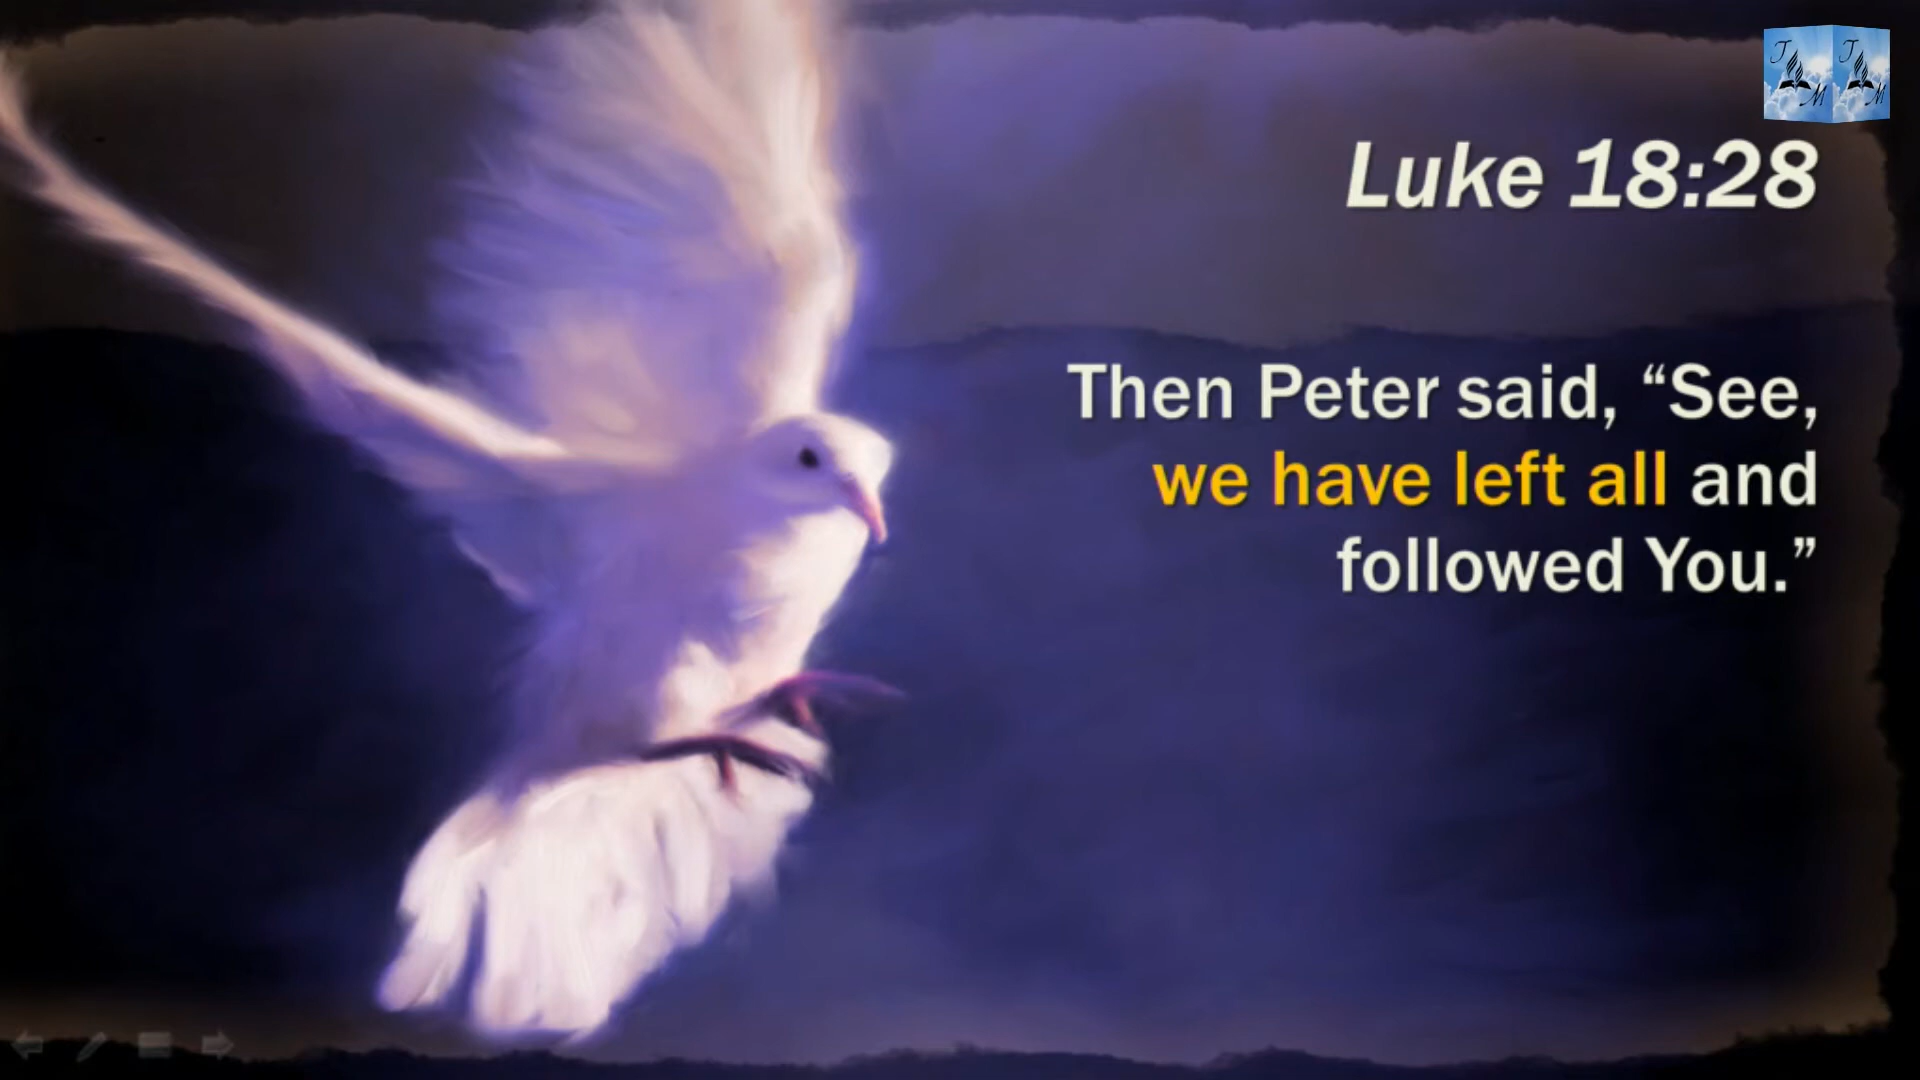 J M J M
Luke 18:28
Then Peter said, “See,
we have left all and
followed You.”